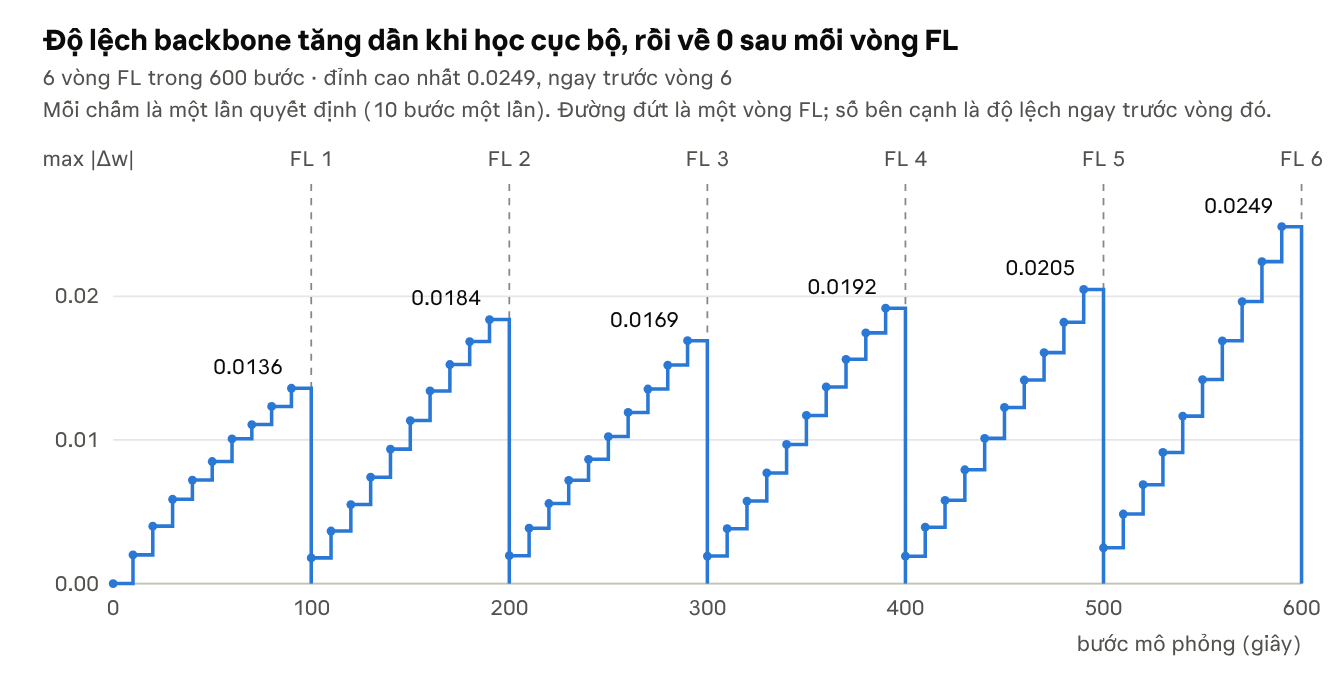 Độ lệch backbone tăng dần khi học cục bộ, rồi về 0 sau mỗi vòng FL
6 vòng FL trong 600 bước · đỉnh cao nhất 0.0249, ngay trước vòng 6
Mỗi chấm là một lần quyết định (10 bước một lần). Đường đứt là một vòng FL; số bên cạnh là độ lệch ngay trước vòng đó.
max |Δw| FL 1 FL 2 FL 3 FL 4 FL 5 FL 6
0.0249
0.0205
0.0192
0.02 0.0184
0.0169
0.0136
0.01
0.00
0 100 200 300 400 500 600
bước mô phỏng (giây)